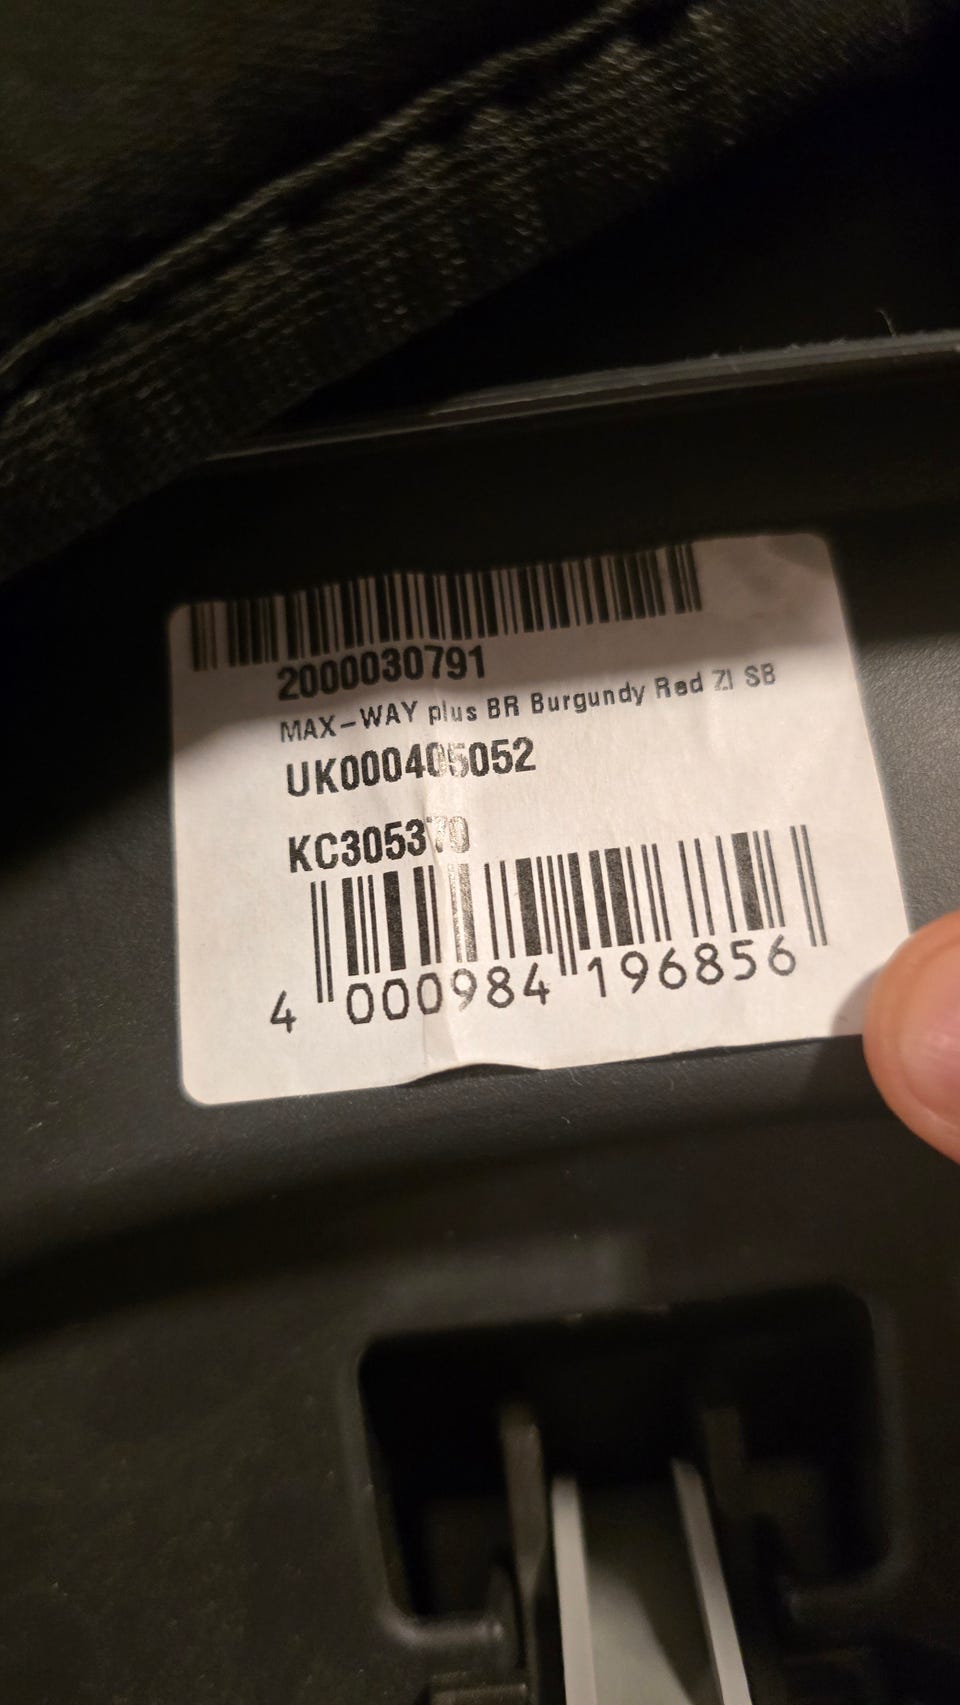 2000030791
MAX-WAY plus BR Burgundy Red ZI SB
UK000405052
KC305370
4 000984 196856